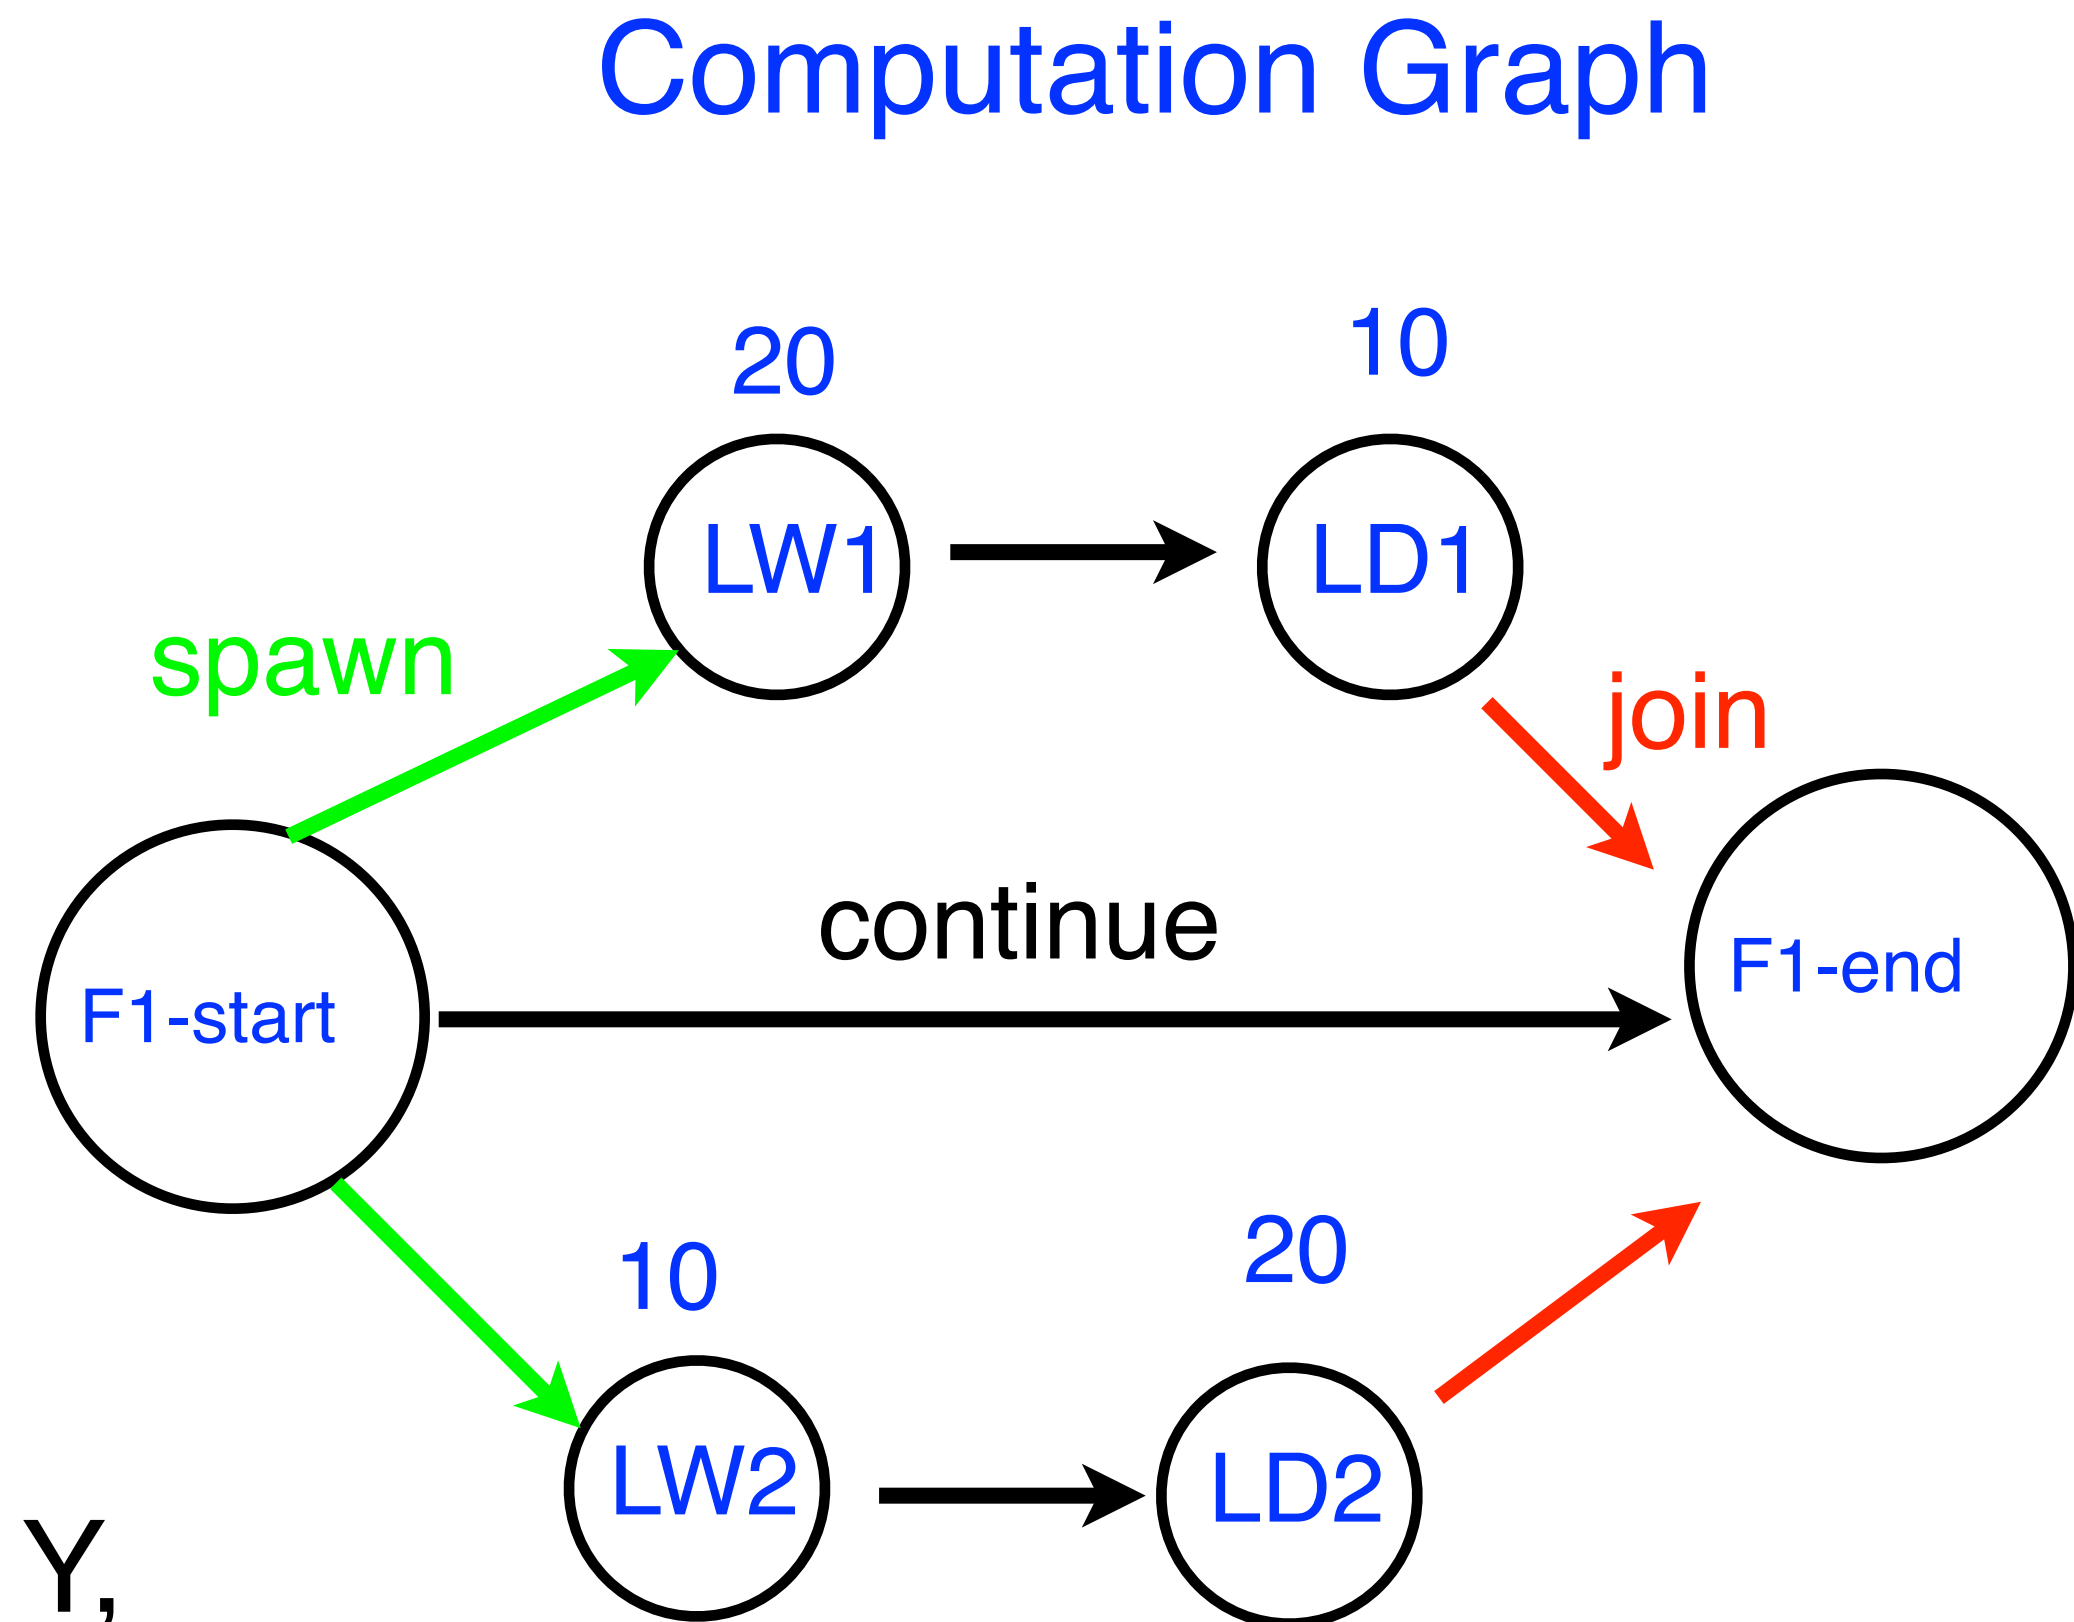 Computation Graph
20
10
LW1
LD1
spawn
join
continue
F1-start
F1-end
10
20
LW2
LD2
Y,